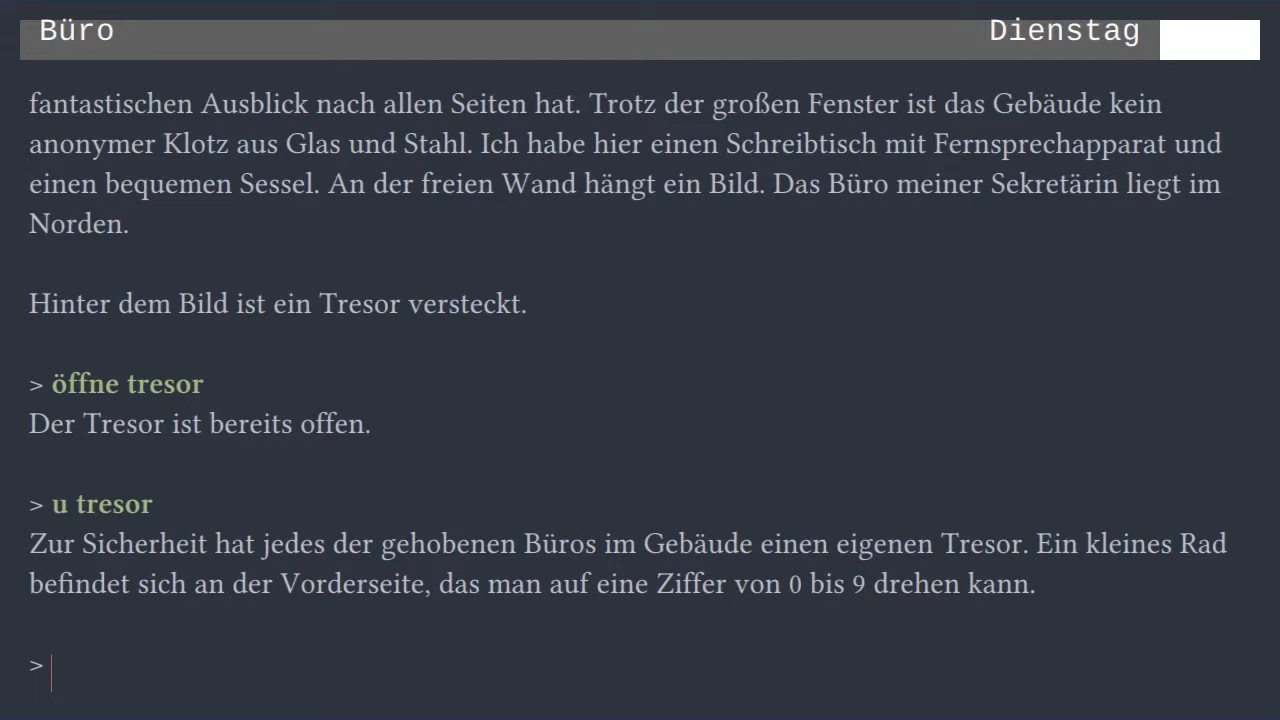 Büro Dienstag
fantastischen Ausblick nach allen Seiten hat. Trotz der großen Fenster ist das Gebäude kein
anonymer Klotz aus Glas und Stahl. Ich habe hier einen Schreibtisch mit Fernsprechapparat und
einen bequemen Sessel. An der freien Wand hängt ein Bild. Das Büro meiner Sekretärin liegt im
Norden.
Hinter dem Bild ist ein Tresor versteckt.
> öffne tresor
Der Tresor ist bereits offen.
> u tresor
Zur Sicherheit hat jedes der gehobenen Büros im Gebäude einen eigenen Tresor. Ein kleines Rad
befindet sich an der Vorderseite, das man auf eine Ziffer von 0 bis 9 drehen kann.
>